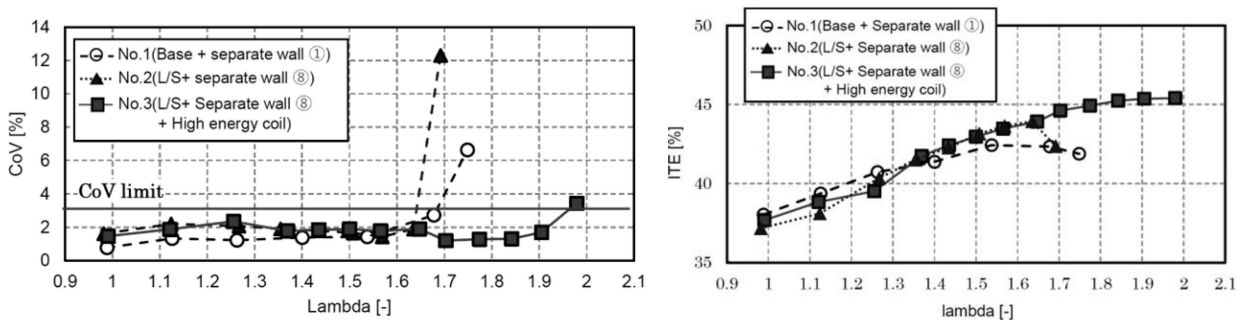 14
12
10
8
6
4
2
0
CoV [%]
No.1(Base + separate wall ①)
No.2(L/S+ separate wall ⑧)
No.3(L/S+ Separate wall ⑧
+ High energy coil)
CoV limit
0.9 1 1.1 1.2 1.3 1.4 1.5 1.6 1.7 1.8 1.9 2 2.1
Lambda [-]
50
45
40
35
ITE [%]
No.1(Base + Separate wall ①)
No.2(L/S+ Separate wall ⑧)
No.3(L/S+ Separate wall ⑧
+ High energy coil)
0.9 1 1.1 1.2 1.3 1.4 1.5 1.6 1.7 1.8 1.9 2 2.1
lambda [-]